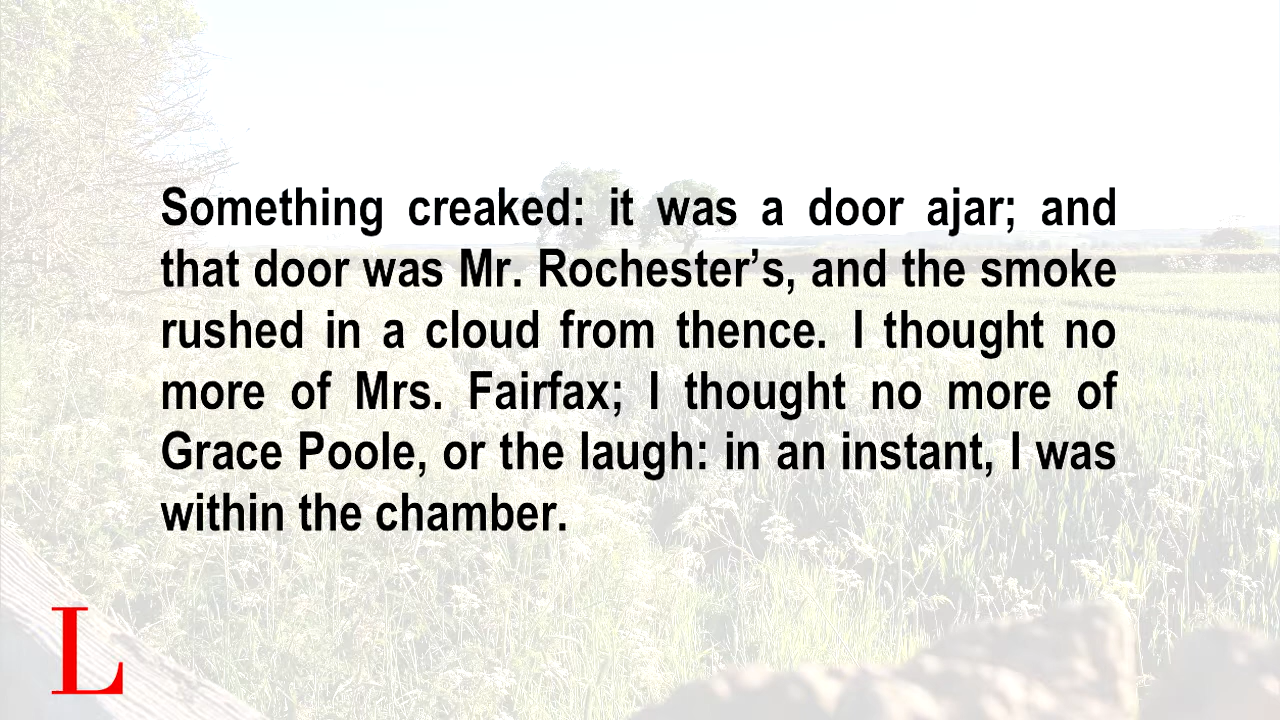 Something creaked: it was a door ajar; and
that door was Mr. Rochester’s, and the smoke
rushed in a cloud from thence. I thought no
more of Mrs. Fairfax; I thought no more of
Grace Poole, or the laugh: in an instant, I was
within the chamber.
L